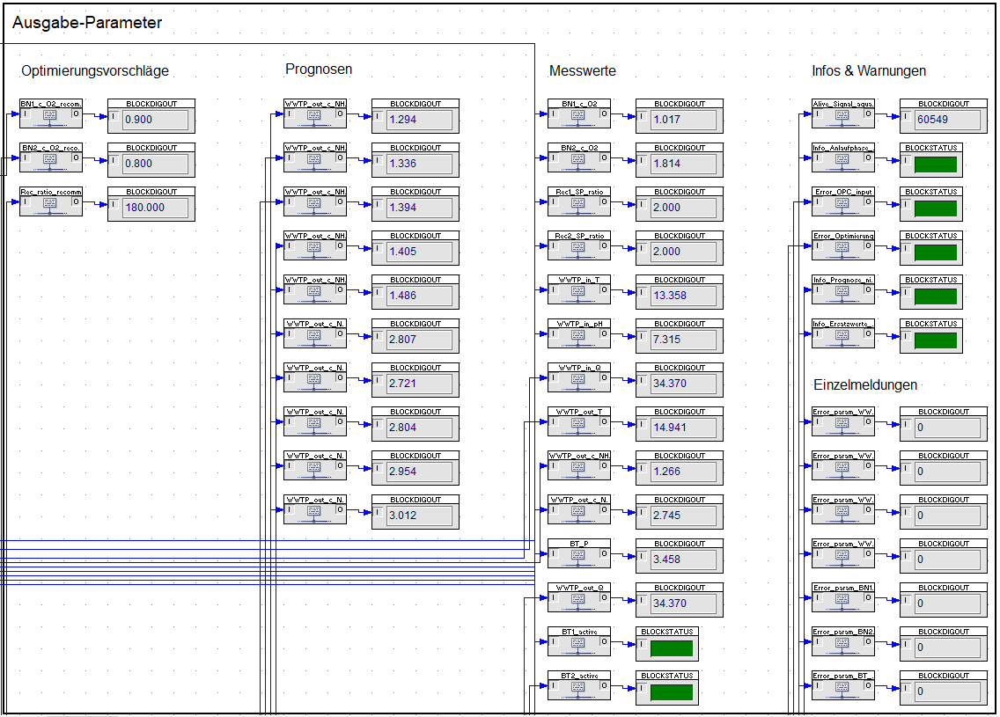 Ausgabe-Parameter
Optimierungsvorschläge
BN1_c_O2_recom. BLOCKDIGOUT
I O I 0.900
BN2_c_O2_reco. BLOCKDIGOUT
I O I 0.800
Rec_ratio_recomm BLOCKDIGOUT
I O I 180.000
Prognosen
WWTP_out_c_NH. BLOCKDIGOUT
I O I 1.294
WWTP_out_c_NH. BLOCKDIGOUT
I O I 1.336
WWTP_out_c_NH. BLOCKDIGOUT
I O I 1.394
WWTP_out_c_NH. BLOCKDIGOUT
I O I 1.405
WWTP_out_c_NH. BLOCKDIGOUT
I O I 1.486
WWTP_out_c_N. BLOCKDIGOUT
I O I 2.807
WWTP_out_c_N. BLOCKDIGOUT
I O I 2.721
WWTP_out_c_N. BLOCKDIGOUT
I O I 2.804
WWTP_out_c_N. BLOCKDIGOUT
I O I 2.954
WWTP_out_c_N. BLOCKDIGOUT
I O I 3.012
Messwerte
BN1_c_O2 BLOCKDIGOUT
I O I 1.017
BN2_c_O2 BLOCKDIGOUT
I O I 1.814
Rec1_SP_ratio BLOCKDIGOUT
I O I 2.000
Rec2_SP_ratio BLOCKDIGOUT
I O I 2.000
WWTP_in_T BLOCKDIGOUT
I O I 13.358
WWTP_in_pH BLOCKDIGOUT
I O I 7.315
WWTP_in_Q BLOCKDIGOUT
I O I 34.370
WWTP_out_T BLOCKDIGOUT
I O I 14.941
WWTP_out_c_NH. BLOCKDIGOUT
I O I 1.266
WWTP_out_c_N. BLOCKDIGOUT
I O I 2.745
BT_P BLOCKDIGOUT
I O I 3.458
WWTP_out_Q BLOCKDIGOUT
I O I 34.370
BT1_active BLOCKSTATUS
I O I
BT2_active BLOCKSTATUS
I O I
Infos & Warnungen
Alive_Signal_aqua. BLOCKDIGOUT
I O I 60549
Info_Anlaufphase_. BLOCKSTATUS
I O I
Error_OPC_input BLOCKSTATUS
I O I
Error_Optimierung BLOCKSTATUS
I O I
Info_Prognose_ni. BLOCKSTATUS
I O I
Info_Ersatzwerte_. BLOCKSTATUS
I O I
Einzelmeldungen
Error_param_WW. BLOCKDIGOUT
I O I 0
Error_param_WW. BLOCKDIGOUT
I O I 0
Error_param_WW. BLOCKDIGOUT
I O I 0
Error_param_WW. BLOCKDIGOUT
I O I 0
Error_param_BN1. BLOCKDIGOUT
I O I 0
Error_param_BN2. BLOCKDIGOUT
I O I 0
Error_param_BT_. BLOCKDIGOUT
I O I 0